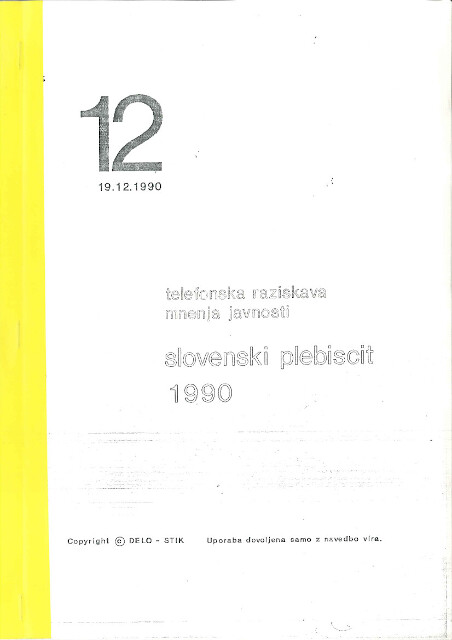 12
19.12.1990
telefonska raziskava
mnenja javnosti
slovenski plebiscit
1990
Copyright © DELO - STIK Uporaba dovoljena samo z navedbo vira.